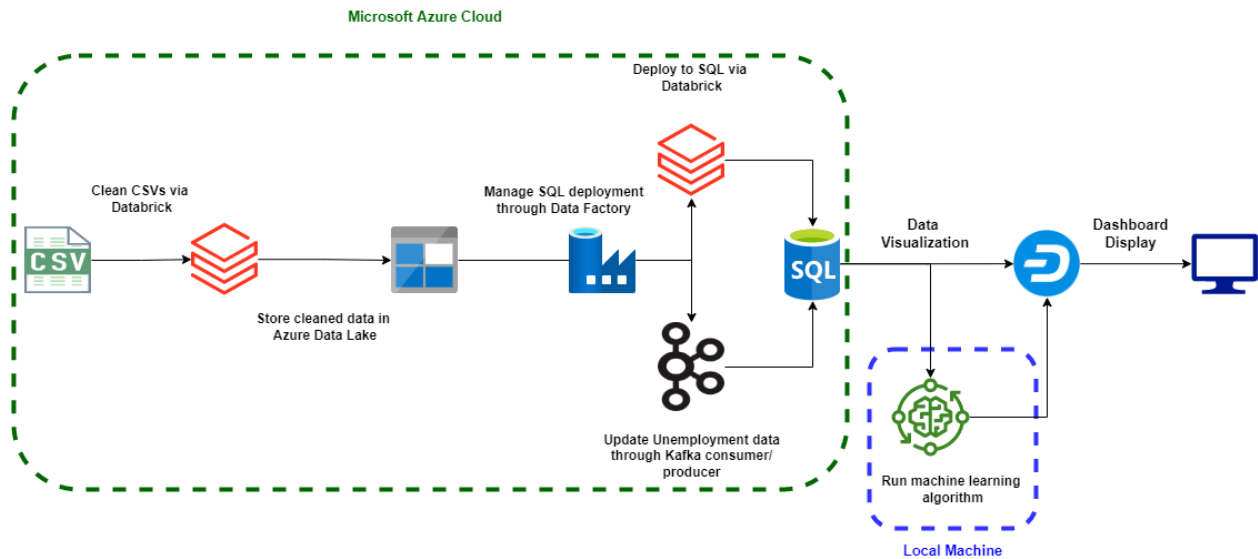 Microsoft Azure Cloud
Deploy to SQL via
Databrick
Clean CSVs via
Databrick
Manage SQL deployment
through Data Factory
Data
Visualization
Dashboard
Display
CSV
SQL
Store cleaned data in
Azure Data Lake
Update Unemployment data
through Kafka consumer/
producer
Run machine learning
algorithm
Local Machine